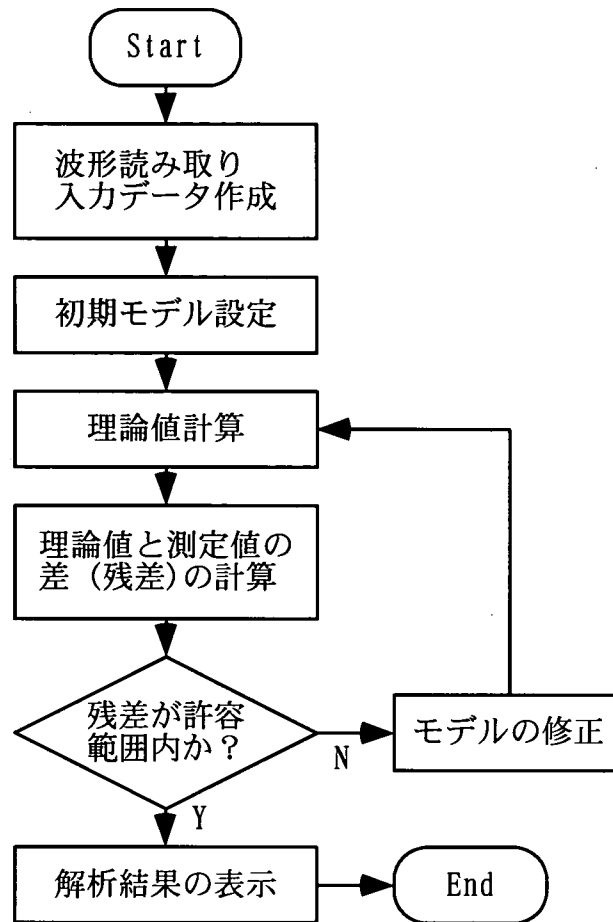 Start
波形読み取り
入力データ作成
初期モデル設定
理論値計算
理論値と測定値の
差 (残差)の計算
残差が許容
範囲内か？
N
モデルの修正
Y
解析結果の表示
End